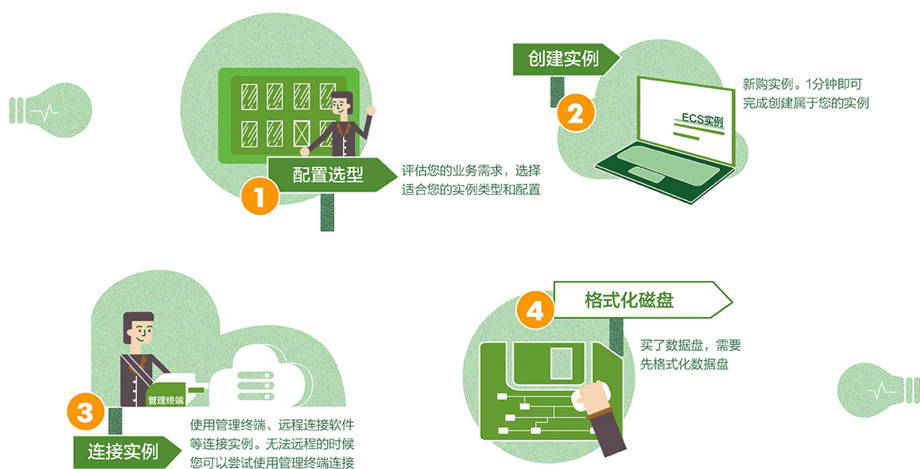 配置选型
1
评估您的业务需求，选择
适合您的实例类型和配置
创建实例
2
ECS实例
新购实例。1分钟即可
完成创建属于您的实例
管理终端
3
连接实例
使用管理终端、远程连接软件
等连接实例。无法远程的时候
您可以尝试使用管理终端连接
4
格式化磁盘
买了数据盘，需要
先格式化数据盘